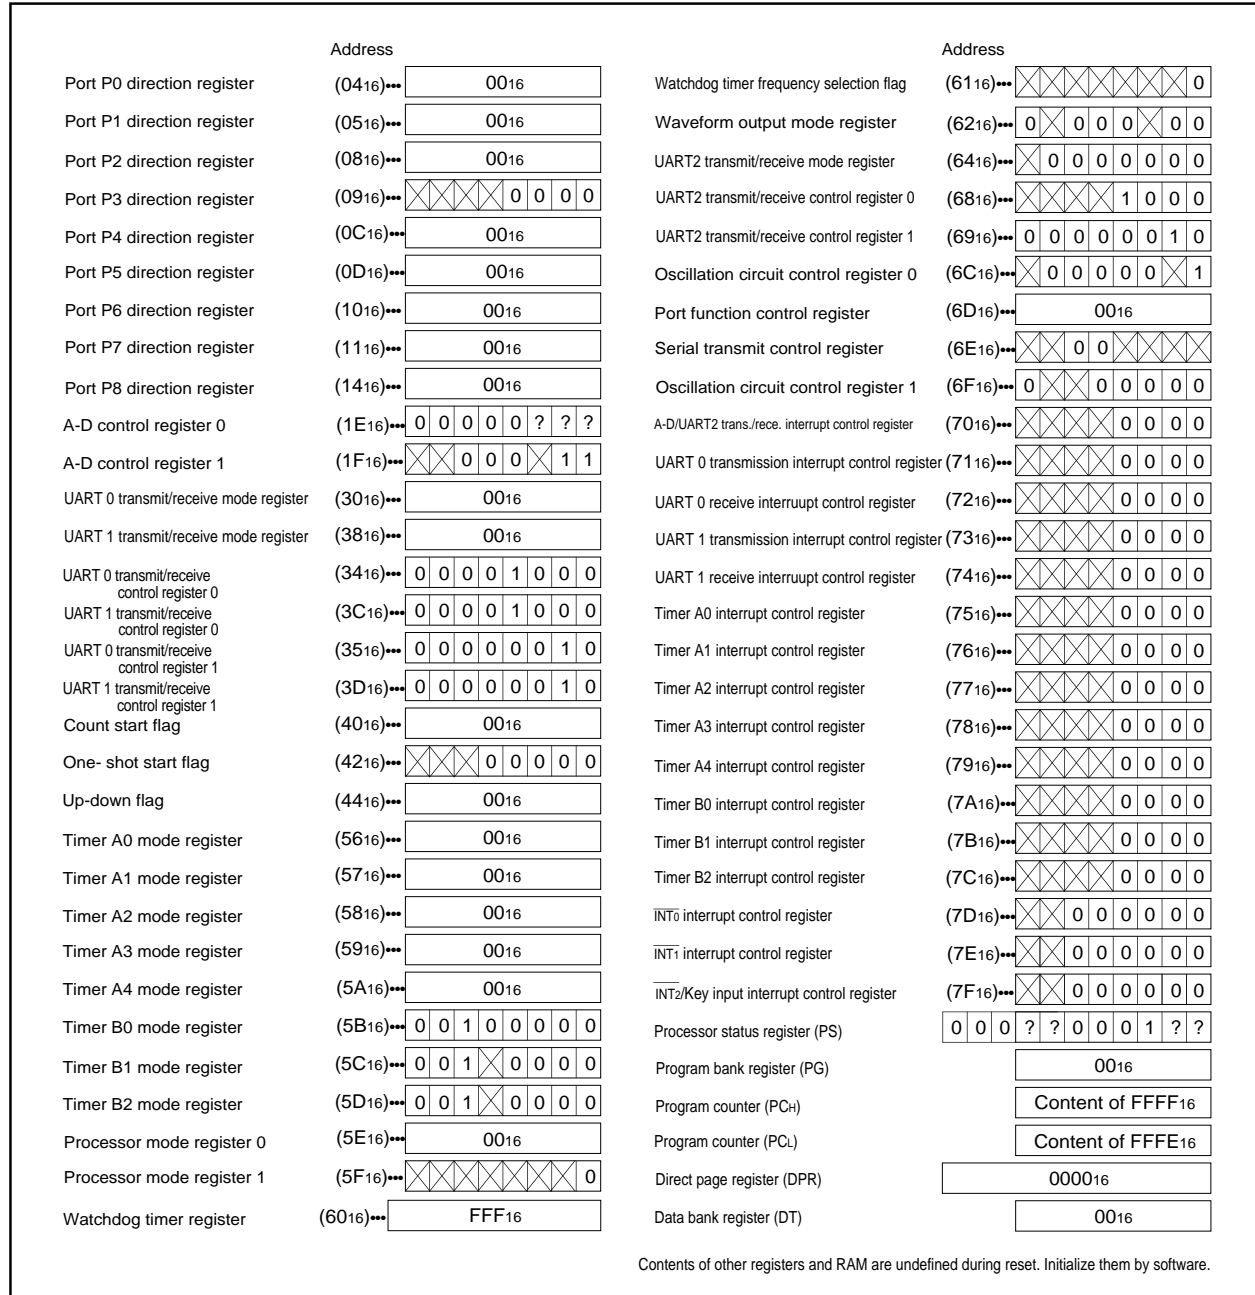 Address
Port P0 direction register (0416)••• 0016
Port P1 direction register (0516)••• 0016
Port P2 direction register (0816)••• 0016
Port P3 direction register (0916)••• 0 0 0 0
Port P4 direction register (0C16)••• 0016
Port P5 direction register (0D16)••• 0016
Port P6 direction register (1016)••• 0016
Port P7 direction register (1116)••• 0016
Port P8 direction register (1416)••• 0016
A-D control register 0 (1E16)••• 0 0 0 0 0 ? ? ?
A-D control register 1 (1F16)••• 0 0 0 1 1
UART 0 transmit/receive mode register (3016)••• 0016
UART 1 transmit/receive mode register (3816)••• 0016
UART 0 transmit/receive (3416)••• 0 0 0 0 1 0 0 0
control register 0
UART 1 transmit/receive (3C16)••• 0 0 0 0 1 0 0 0
control register 0
UART 0 transmit/receive (3516)••• 0 0 0 0 0 0 1 0
control register 1
UART 1 transmit/receive (3D16)••• 0 0 0 0 0 0 1 0
control register 1
Count start flag (4016)••• 0016
One- shot start flag (4216)••• 0 0 0 0 0
Up-down flag (4416)••• 0016
Timer A0 mode register (5616)••• 0016
Timer A1 mode register (5716)••• 0016
Timer A2 mode register (5816)••• 0016
Timer A3 mode register (5916)••• 0016
Timer A4 mode register (5A16)••• 0016
Timer B0 mode register (5B16)••• 0 0 1 0 0 0 0 0
Timer B1 mode register (5C16)••• 0 0 1 0 0 0 0
Timer B2 mode register (5D16)••• 0 0 1 0 0 0 0
Processor mode register 0 (5E16)••• 0016
Processor mode register 1 (5F16)••• 0
Watchdog timer register (6016)••• FFF16
Address
Watchdog timer frequency selection flag (6116)••• 0
Waveform output mode register (6216)••• 0 0 0 0 0 0
UART2 transmit/receive mode register (6416)••• 0 0 0 0 0 0 0
UART2 transmit/receive control register 0 (6816)••• 1 0 0 0
UART2 transmit/receive control register 1 (6916)••• 0 0 0 0 0 0 1 0
Oscillation circuit control register 0 (6C16)••• 0 0 0 0 0 1
Port function control register (6D16)••• 0016
Serial transmit control register (6E16)••• 0 0
Oscillation circuit control register 1 (6F16)••• 0 0 0 0 0 0
A-D/UART2 trans./rece. interrupt control register (7016)••• 0 0 0 0
UART 0 transmission interrupt control register (7116)••• 0 0 0 0
UART 0 receive interruupt control register (7216)••• 0 0 0 0
UART 1 transmission interrupt control register (7316)••• 0 0 0 0
UART 1 receive interruupt control register (7416)••• 0 0 0 0
Timer A0 interrupt control register (7516)••• 0 0 0 0
Timer A1 interrupt control register (7616)••• 0 0 0 0
Timer A2 interrupt control register (7716)••• 0 0 0 0
Timer A3 interrupt control register (7816)••• 0 0 0 0
Timer A4 interrupt control register (7916)••• 0 0 0 0
Timer B0 interrupt control register (7A16)••• 0 0 0 0
Timer B1 interrupt control register (7B16)••• 0 0 0 0
Timer B2 interrupt control register (7C16)••• 0 0 0 0
INT0 interrupt control register (7D16)••• 0 0 0 0 0 0
INT1 interrupt control register (7E16)••• 0 0 0 0 0 0
INT2/Key input interrupt control register (7F16)••• 0 0 0 0 0 0
Processor status register (PS) 0 0 0 ? ? 0 0 0 1 ? ?
Program bank register (PG) 0016
Program counter (PCH) Content of FFFF16
Program counter (PCL) Content of FFFE16
Direct page register (DPR) 000016
Data bank register (DT) 0016
Contents of other registers and RAM are undefined during reset. Initialize them by software.